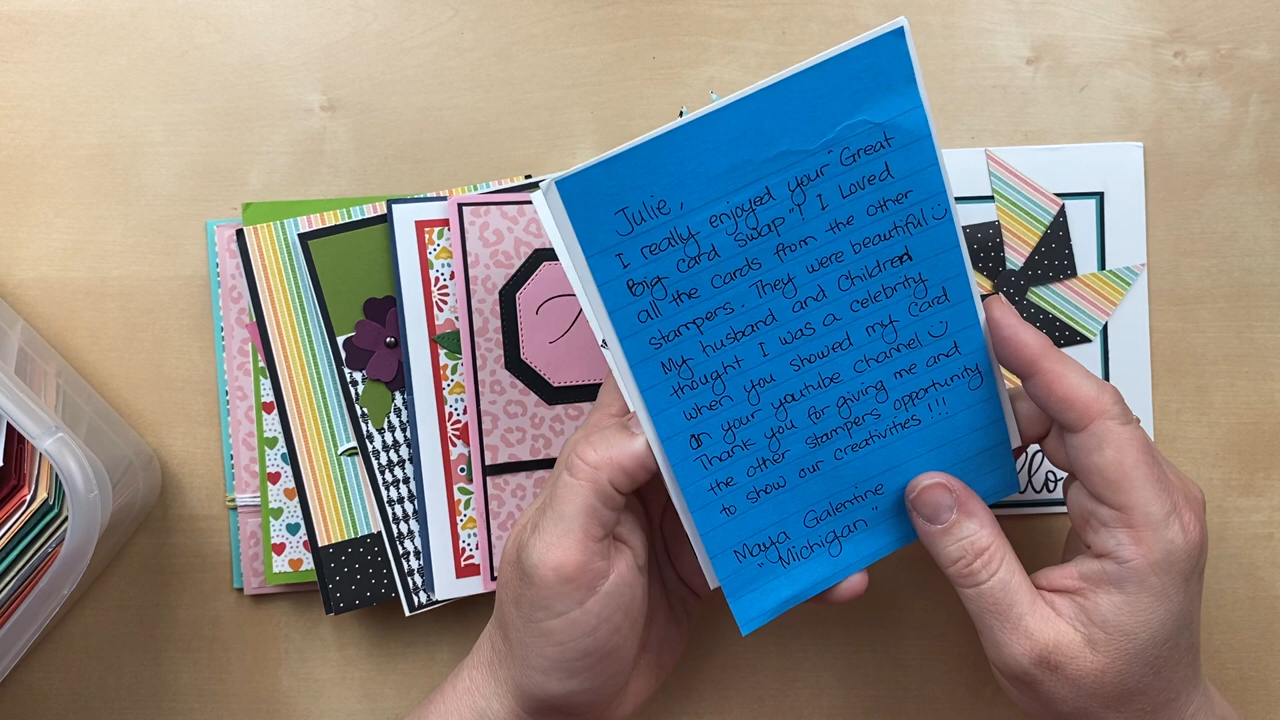 Julie,
I really enjoyed your "Great
Big Card Swap"! I Loved
all the cards from the other
stampers. They were beautiful :)
My husband and Children
thought I was a celebrity
when you showed my card
on your youtube channel :)
Thank you for giving me and
the other stampers opportunity
to show our creativities!!!
Maya Galentine
"Michigan"